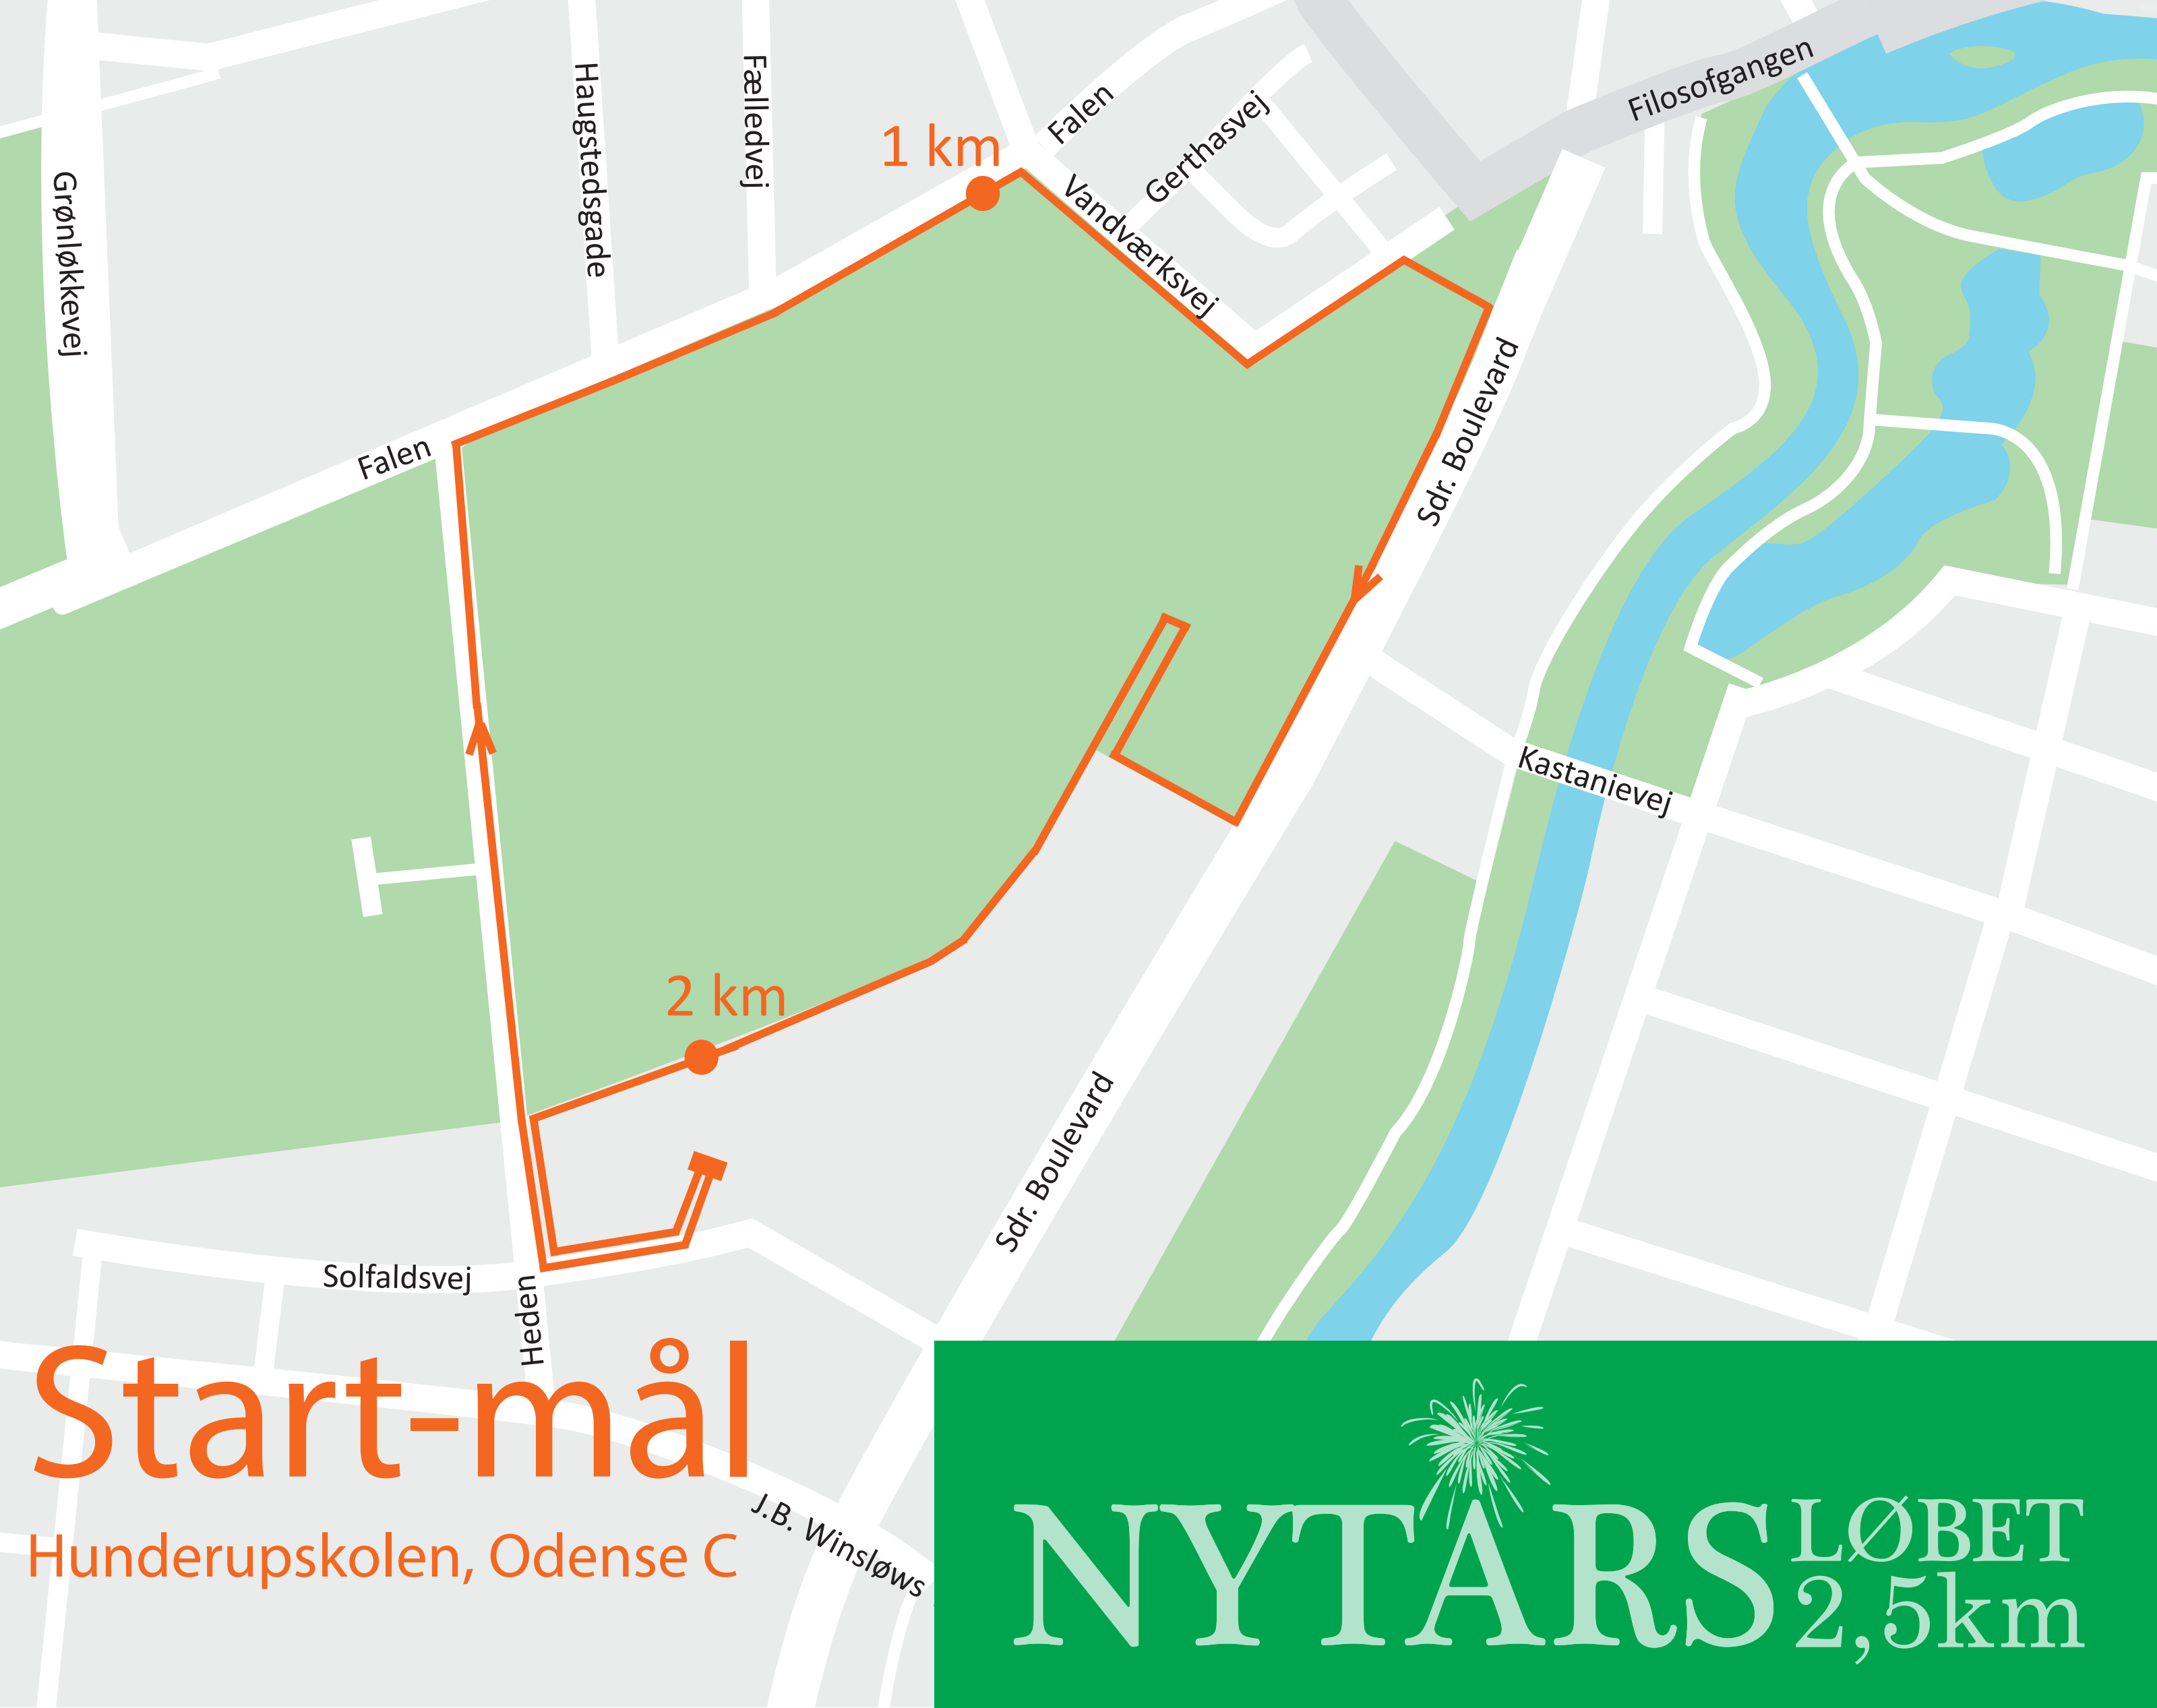 Filosofgangen
Haugstedsgade
Fælledvej
Falen
Gerthasvej
1 km
Grønløkkevej
Vandværksvej
Sdr. Boulevard
Falen
Kastanievej
2 km
Sdr. Boulevard
Solfaldsvej
Heden
Start-mål
J.B. Winsløws
Hunderupskolen, Odense C
NYTÅRS
LØBET
2,5km